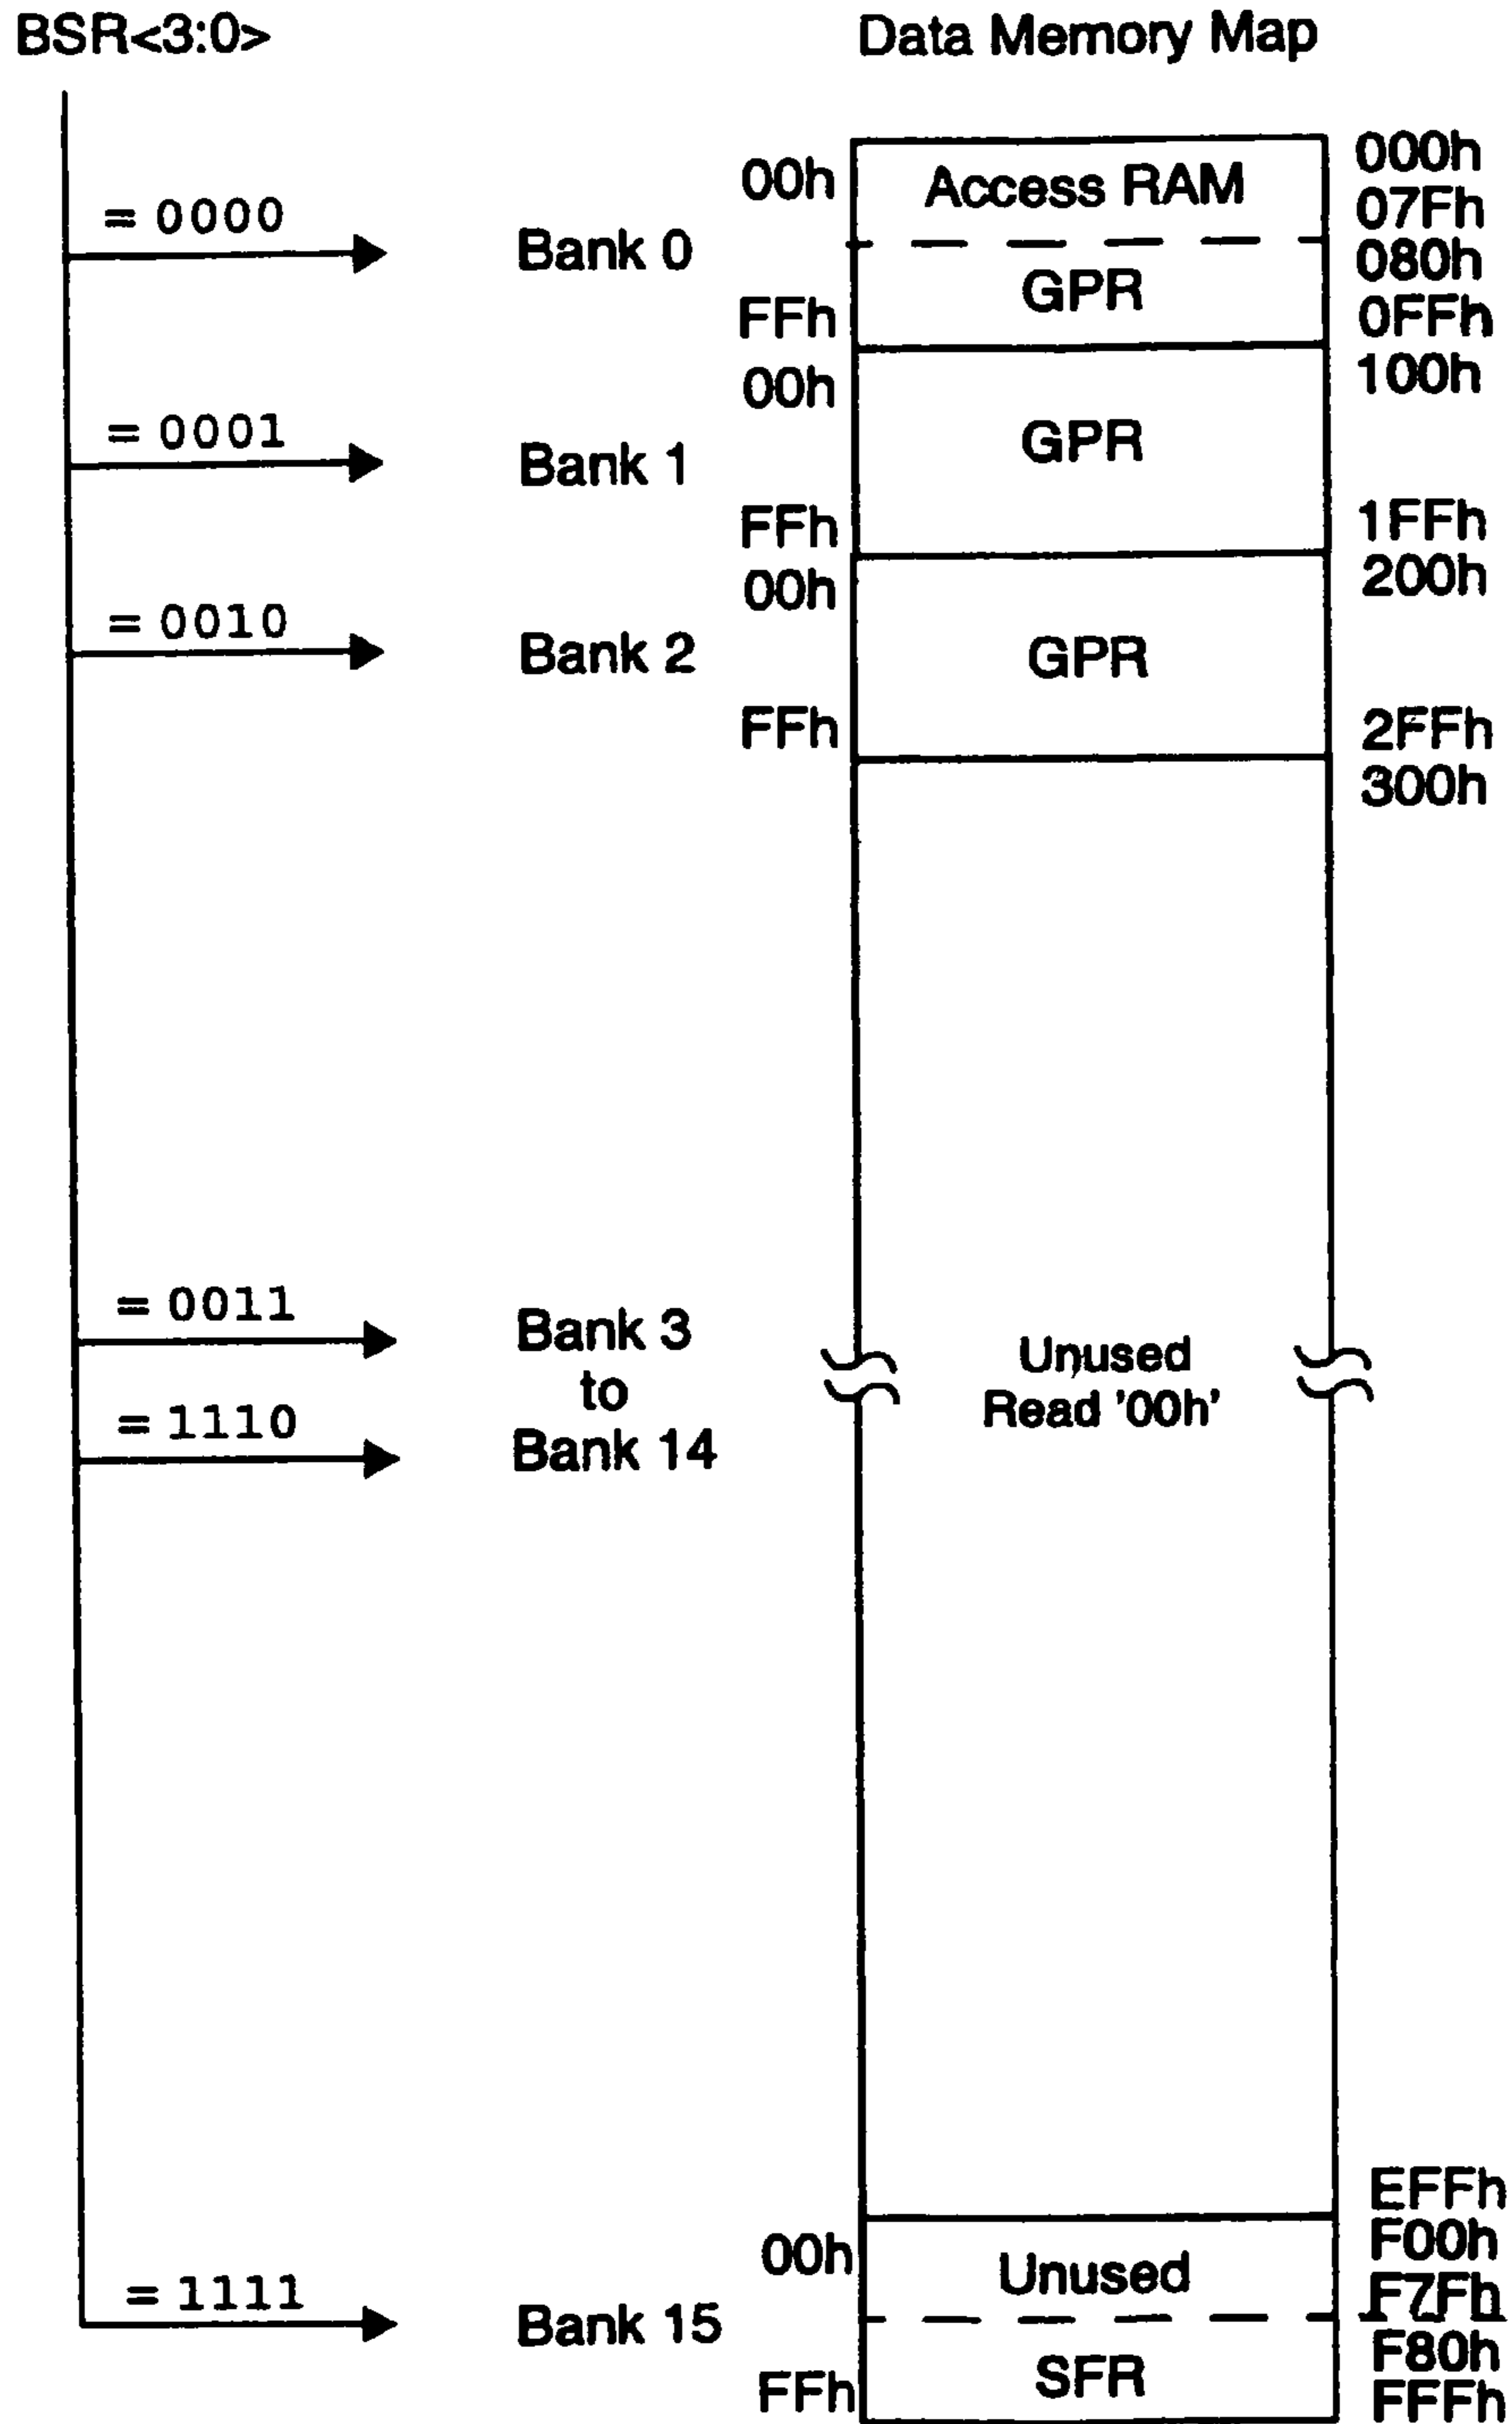 BSR<3:0>
Data Memory Map
= 0000
Bank 0
00h
Access RAM
000h
07Fh
GPR
080h
FFh
0FFh
= 0001
Bank 1
00h
GPR
100h
FFh
1FFh
= 0010
Bank 2
00h
GPR
200h
FFh
2FFh
300h
= 0011
Bank 3
to
= 1110
Bank 14
Unused
Read '00h'
EFFh
= 1111
Bank 15
00h
Unused
F00h
F7Fh
SFR
F80h
FFh
FFFh